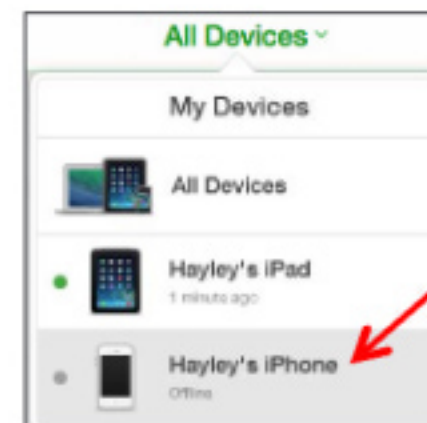 All Devices
My Devices
All Devices
Hayley's iPad
1 minute ago
Hayley's iPhone
Offline